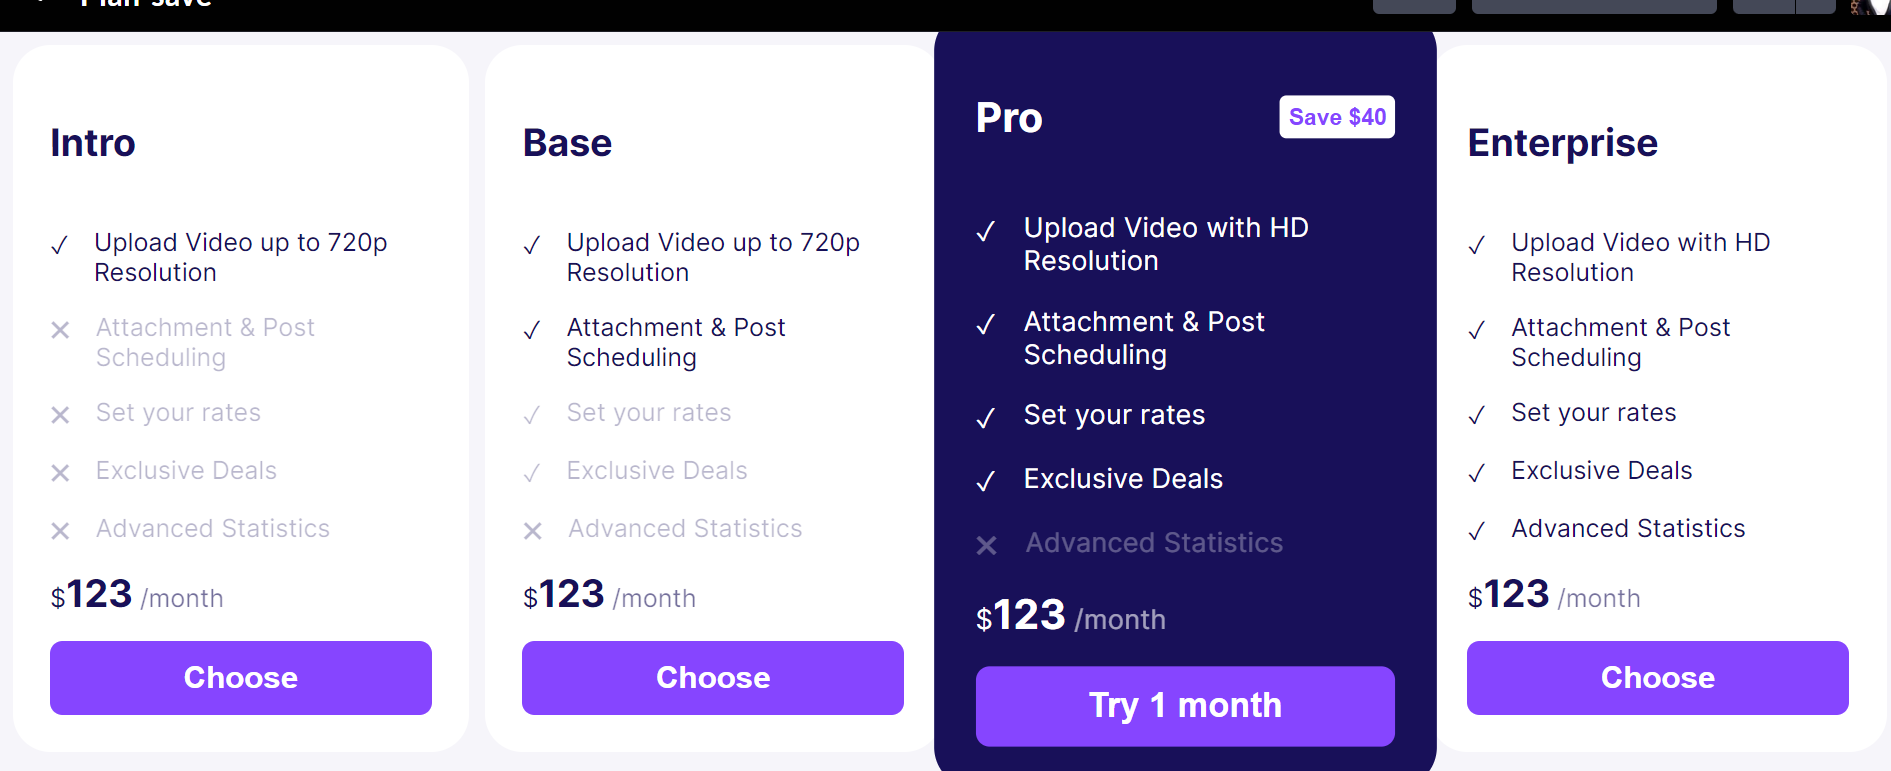 Plan save
Intro
Upload Video up to 720p
Resolution
Attachment & Post
Scheduling
Set your rates
Exclusive Deals
Advanced Statistics
$123 /month
Choose
Base
Upload Video up to 720p
Resolution
Attachment & Post
Scheduling
Set your rates
Exclusive Deals
Advanced Statistics
$123 /month
Choose
Pro
Save $40
Upload Video with HD
Resolution
Attachment & Post
Scheduling
Set your rates
Exclusive Deals
Advanced Statistics
$123 /month
Try 1 month
Enterprise
Upload Video with HD
Resolution
Attachment & Post
Scheduling
Set your rates
Exclusive Deals
Advanced Statistics
$123 /month
Choose